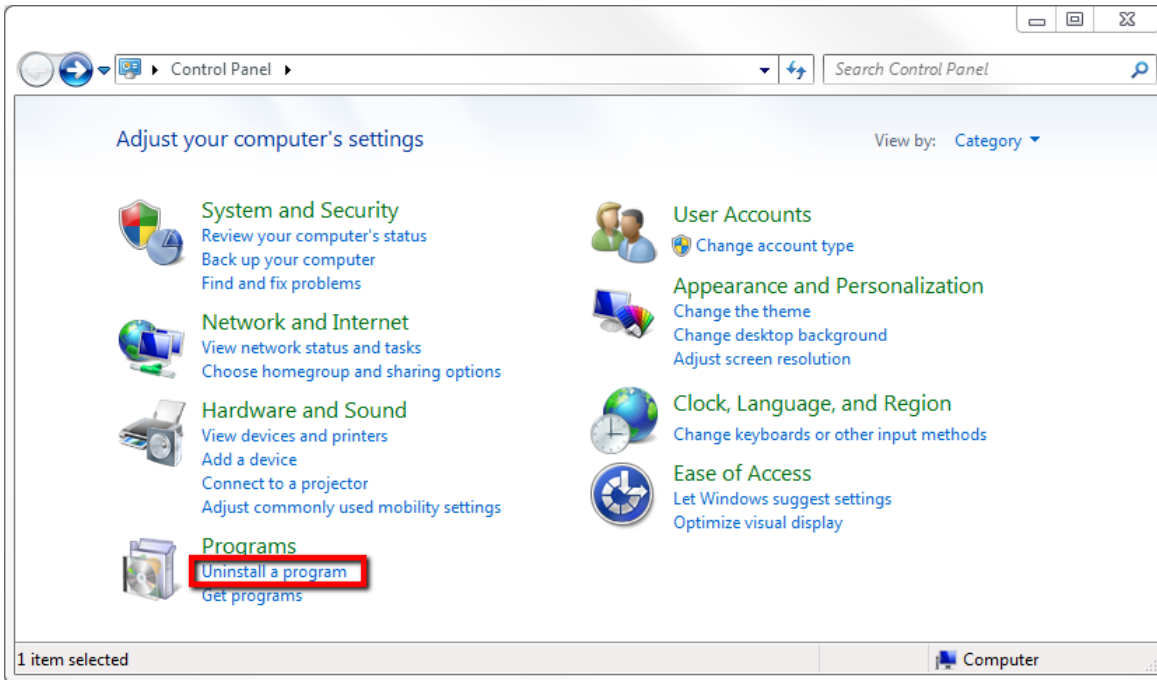 Control Panel
Search Control Panel
Adjust your computer's settings
View by: Category
System and Security
Review your computer's status
Back up your computer
Find and fix problems
Network and Internet
View network status and tasks
Choose homegroup and sharing options
Hardware and Sound
View devices and printers
Add a device
Connect to a projector
Adjust commonly used mobility settings
Programs
Uninstall a program
Get programs
User Accounts
Change account type
Appearance and Personalization
Change the theme
Change desktop background
Adjust screen resolution
Clock, Language, and Region
Change keyboards or other input methods
Ease of Access
Let Windows suggest settings
Optimize visual display
1 item selected
Computer